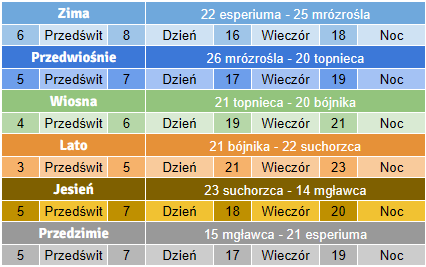 Zima 22 esperiuma - 25 mrózrośla
6 Przedświt 8 Dzień 16 Wieczór 18 Noc
Przedwiośnie 26 mrózrośla - 20 topnieca
5 Przedświt 7 Dzień 17 Wieczór 19 Noc
Wiosna 21 topnieca - 20 bójnika
4 Przedświt 6 Dzień 19 Wieczór 21 Noc
Lato 21 bójnika - 22 suchorzca
3 Przedświt 5 Dzień 21 Wieczór 23 Noc
Jesień 23 suchorzca - 14 mgławca
5 Przedświt 7 Dzień 18 Wieczór 20 Noc
Przedzimie 15 mgławca - 21 esperiuma
5 Przedświt 7 Dzień 17 Wieczór 19 Noc